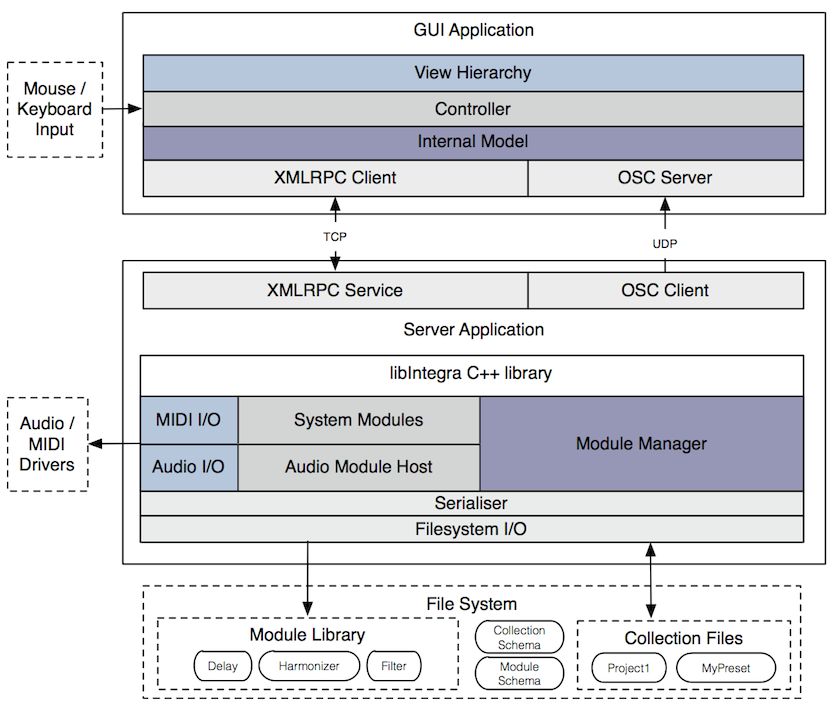 GUI Application
View Hierarchy
Mouse /
Keyboard
Input
Controller
Internal Model
XMLRPC Client
OSC Server
TCP
UDP
XMLRPC Service
OSC Client
Server Application
libIntegra C++ library
Audio /
MIDI
Drivers
MIDI I/O
System Modules
Module Manager
Audio I/O
Audio Module Host
Serialiser
Filesystem I/O
File System
Module Library
Delay
Harmonizer
Filter
Collection
Schema
Module
Schema
Collection Files
Project1
MyPreset